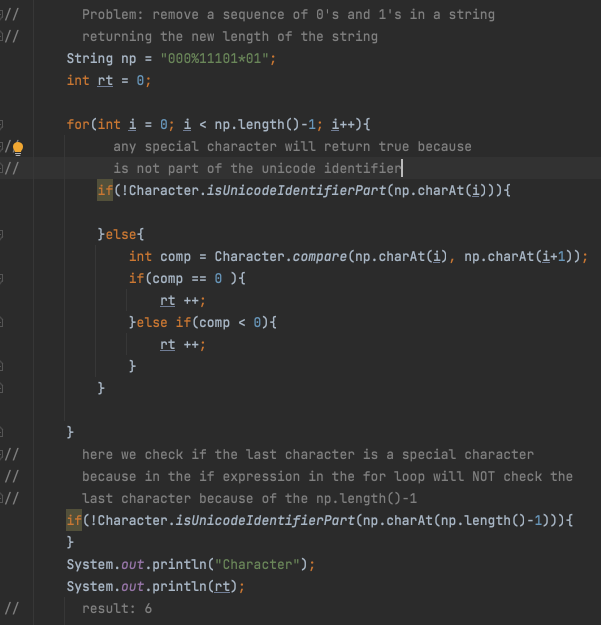 //        Problem: remove a sequence of 0's and 1's in a string
//        returning the new length of the string
        String np = "000%11101*01";
        int rt = 0;
        for(int i = 0; i < np.length()-1; i++){
//            any special character will return true because
//            is not part of the unicode identifier
            if(!Character.isUnicodeIdentifierPart(np.charAt(i))){
            }else{
                int comp = Character.compare(np.charAt(i), np.charAt(i+1));
                if(comp == 0 ){
                    rt ++;
                }else if(comp < 0){
                    rt ++;
                }
            }
        }
//        here we check if the last character is a special character
//        because in the if expression in the for loop will NOT check the
//        last character because of the np.length()-1
        if(!Character.isUnicodeIdentifierPart(np.charAt(np.length()-1))){
        }
        System.out.println("Character");
        System.out.println(rt);
//        result: 6